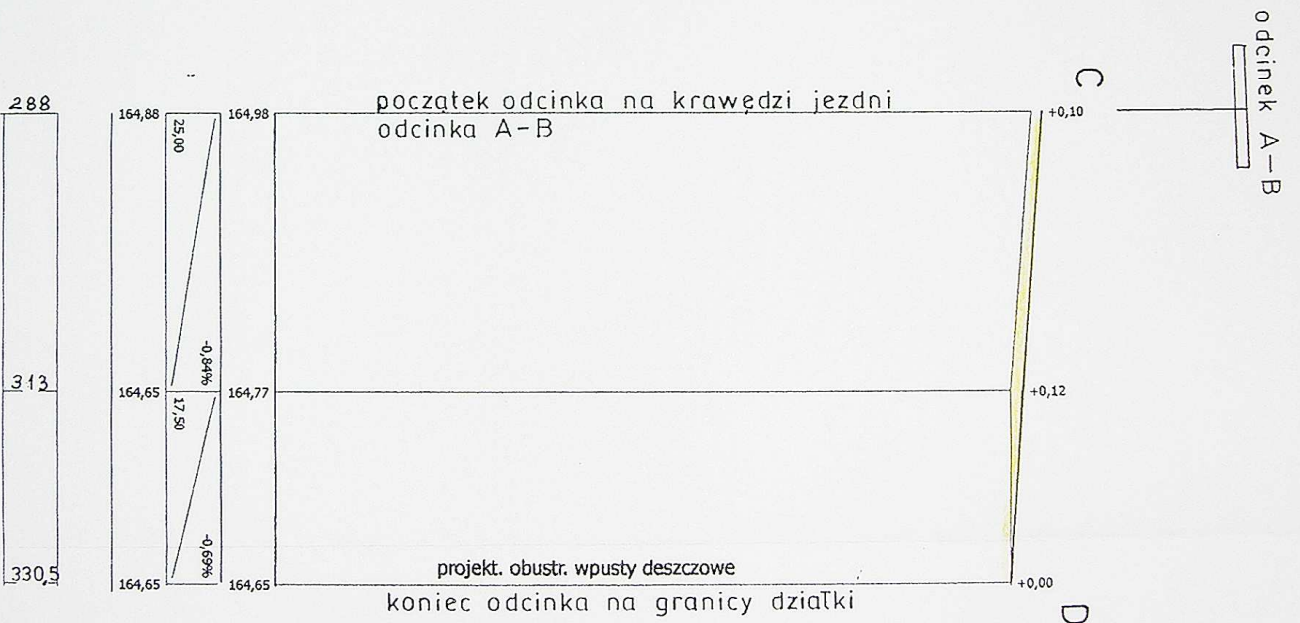 odcinek A-B
C
początek odcinka na krawędzi jezdni
odcinka A-B
288
164,88
25,00
164,98
+0,10
-0,84%
313
164,65
164,77
+0,12
17,50
-0,69%
330,5
164,65
164,65
projekt. obustr. wpusty deszczowe
+0,00
koniec odcinka na granicy działki
D